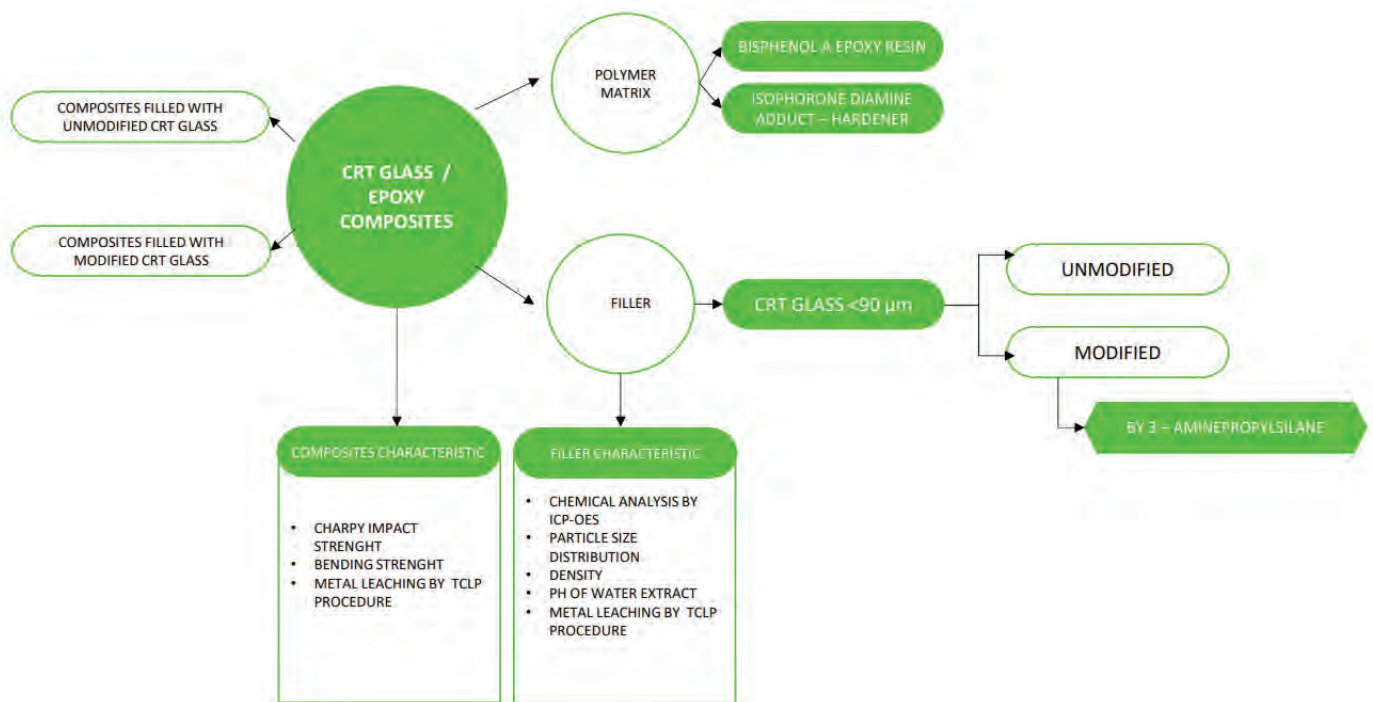 COMPOSITES FILLED WITH
UNMODIFIED CRT GLASS
COMPOSITES FILLED WITH
MODIFIED CRT GLASS
CRT GLASS /
EPOXY
COMPOSITES
POLYMER
MATRIX
BISPHENOL A EPOXY RESIN
ISOPHORONE DIAMINE
ADDUCT – HARDENER
FILLER
CRT GLASS <90 µm
UNMODIFIED
MODIFIED
BY 3 – AMINEPROPYLSILANE
COMPOSITES CHARACTERISTIC
• CHARPY IMPACT
STRENGHT
• BENDING STRENGHT
• METAL LEACHING BY TCLP
PROCEDURE
FILLER CHARACTERISTIC
• CHEMICAL ANALYSIS BY
ICP-OES
• PARTICLE SIZE
DISTRIBUTION
• DENSITY
• PH OF WATER EXTRACT
• METAL LEACHING BY TCLP
PROCEDURE